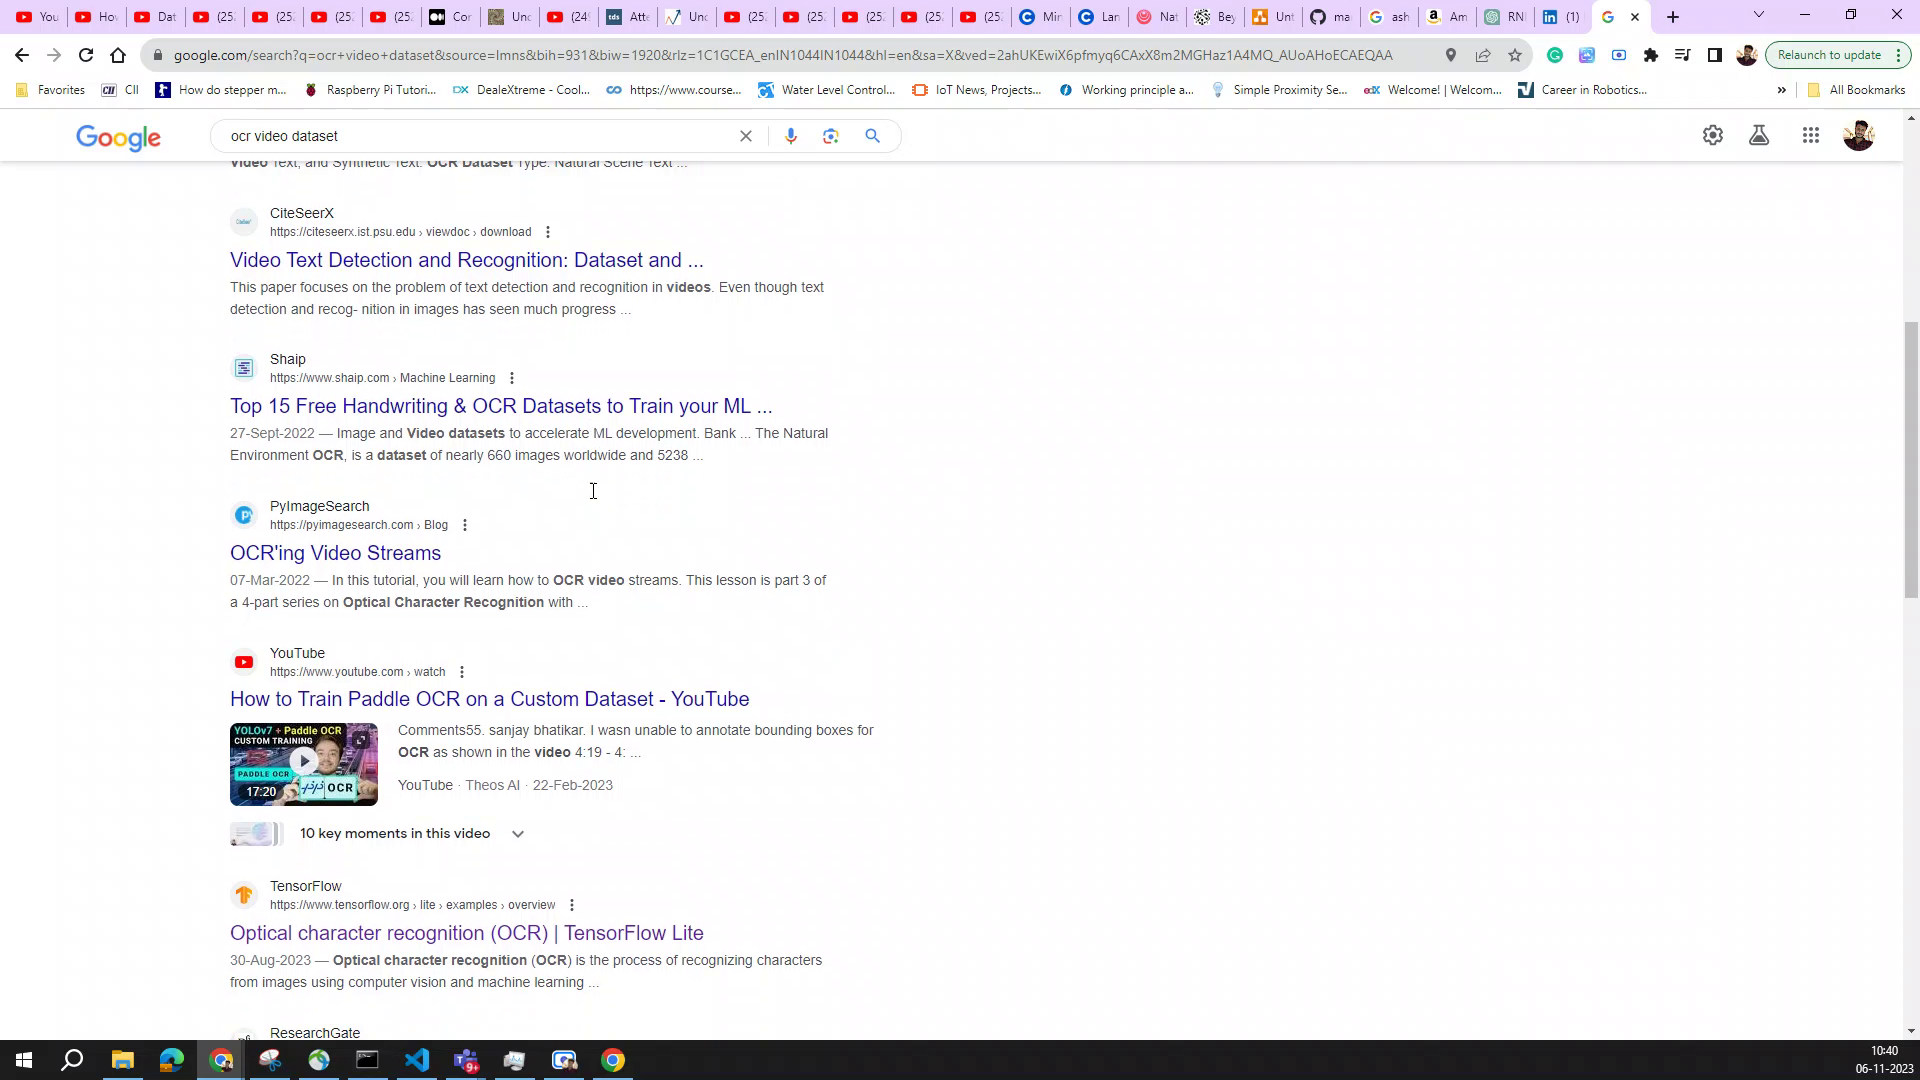 You
Hov
Dat
(252
(252
(252
(252
Cor
Unc
(249
Atte
Unc
(252
(252
(252
(252
(252
Min
Lan
Nat
Bey
Unt
ma
ash
Am
RNI
(1)
google.com/search?q=ocr+video+dataset&source=lmns&bih=931&biw=1920&rlz=1C1GCEA_enIN1044IN1044&hl=en&sa=X&ved=2ahUKEwiX6pfmyq6CAxX8m2MGHaz1A4MQ_AUoAHoECAEQAA
Relaunch to update
Favorites
CII
How do stepper m...
Raspberry Pi Tutori...
DealeXtreme - Cool...
https://www.course...
Water Level Control...
IoT News, Projects...
Working principle a...
Simple Proximity Se...
Welcome! | Welcom...
Career in Robotics...
»
All Bookmarks
Google
ocr video dataset
Video Text, and Synthetic Text. OCR Dataset Type: Natural Scene Text ...
CiteSeerX
https://citeseerx.ist.psu.edu › viewdoc › download
Video Text Detection and Recognition: Dataset and ...
This paper focuses on the problem of text detection and recognition in videos. Even though text
detection and recog- nition in images has seen much progress ...
Shaip
https://www.shaip.com › Machine Learning
Top 15 Free Handwriting & OCR Datasets to Train your ML ...
27-Sept-2022 — Image and Video datasets to accelerate ML development. Bank ... The Natural
Environment OCR, is a dataset of nearly 660 images worldwide and 5238 ...
PyImageSearch
https://pyimagesearch.com › Blog
OCR'ing Video Streams
07-Mar-2022 — In this tutorial, you will learn how to OCR video streams. This lesson is part 3 of
a 4-part series on Optical Character Recognition with ...
YouTube
https://www.youtube.com › watch
How to Train Paddle OCR on a Custom Dataset - YouTube
YOLOv7 + Paddle OCR
CUSTOM TRAINING
PADDLE OCR
OCR
17:20
Comments55. sanjay bhatikar. I wasn unable to annotate bounding boxes for
OCR as shown in the video 4:19 - 4: ...
YouTube · Theos AI · 22-Feb-2023
10 key moments in this video
TensorFlow
https://www.tensorflow.org › lite › examples › overview
Optical character recognition (OCR) | TensorFlow Lite
30-Aug-2023 — Optical character recognition (OCR) is the process of recognizing characters
from images using computer vision and machine learning ...
ResearchGate
9+
10:40
06-11-2023